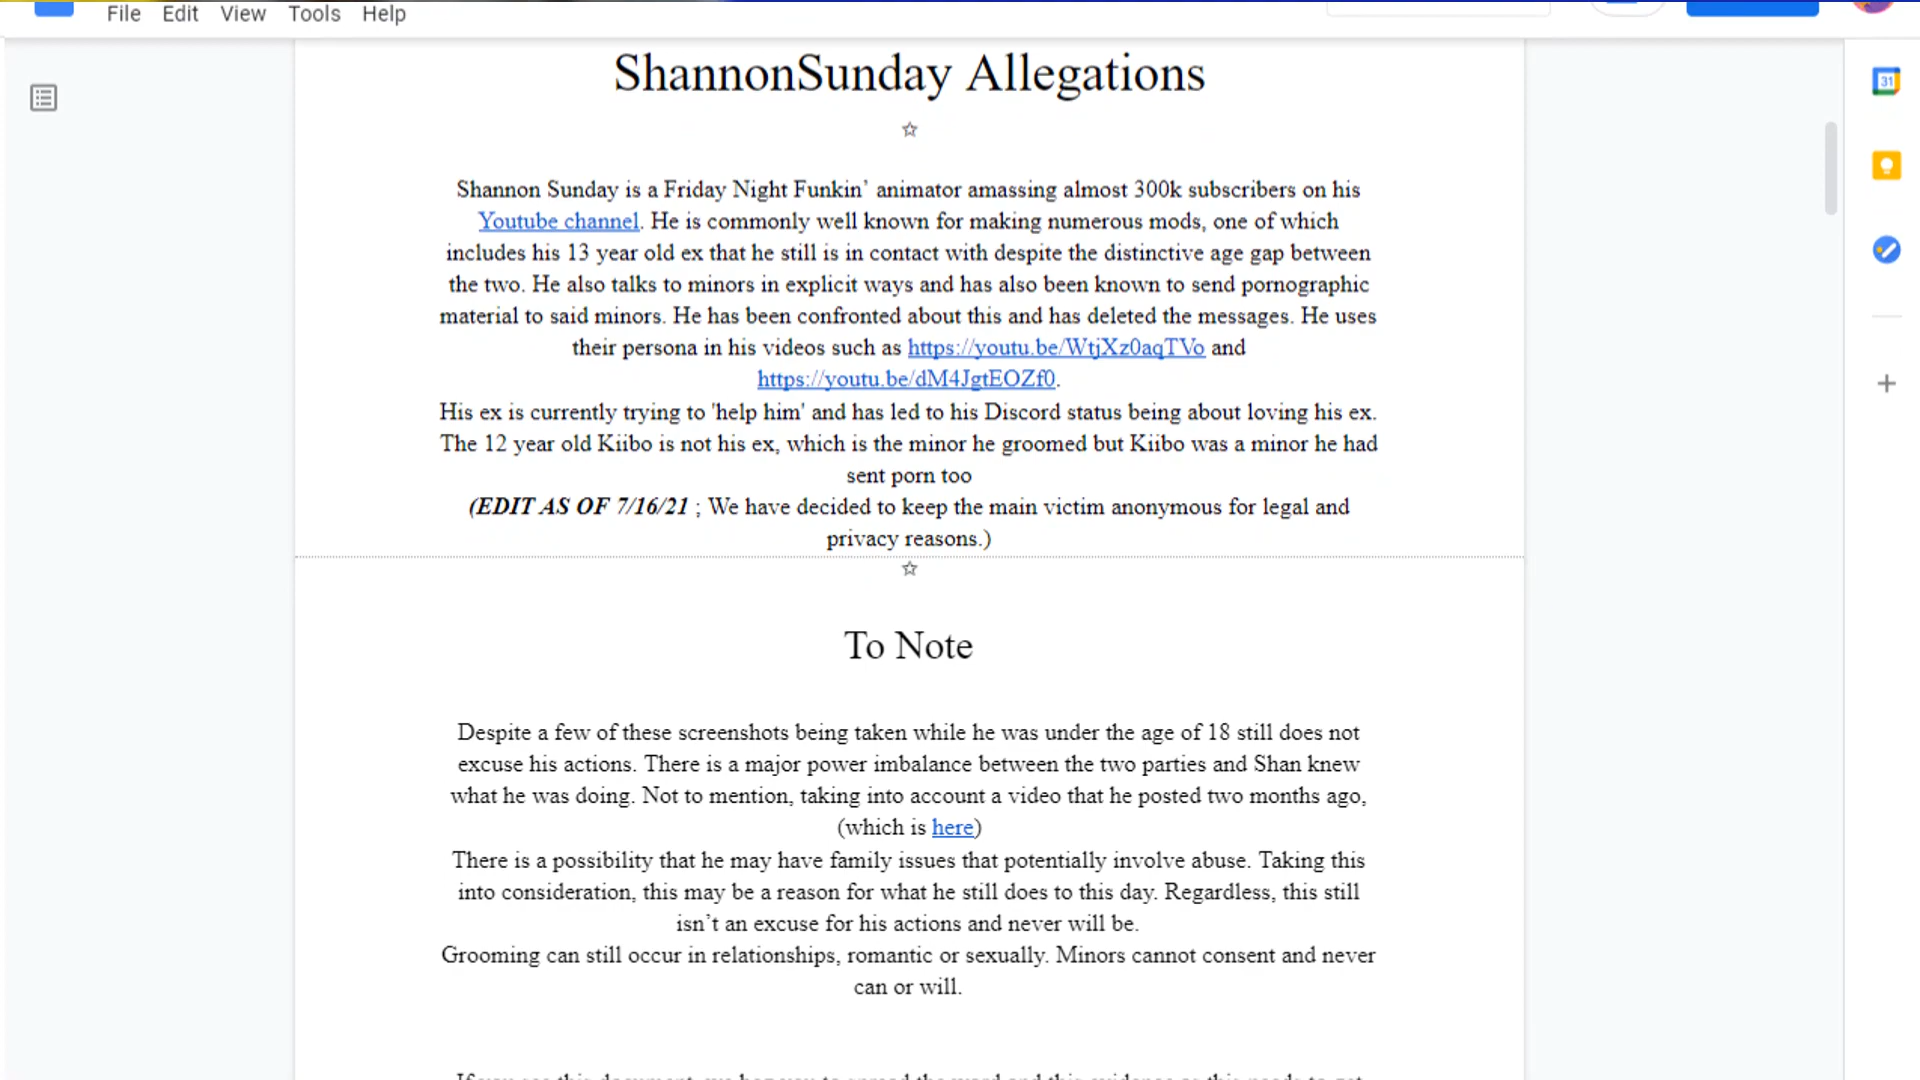 File Edit View Tools Help
31
ShannonSunday Allegations
Shannon Sunday is a Friday Night Funkin’ animator amassing almost 300k subscribers on his
Youtube channel. He is commonly well known for making numerous mods, one of which
includes his 13 year old ex that he still is in contact with despite the distinctive age gap between
the two. He also talks to minors in explicit ways and has also been known to send pornographic
material to said minors. He has been confronted about this and has deleted the messages. He uses
their persona in his videos such as https://youtu.be/WtjXz0aqTVo and
https://youtu.be/dM4JgtEOZf0.
His ex is currently trying to 'help him' and has led to his Discord status being about loving his ex.
The 12 year old Kiibo is not his ex, which is the minor he groomed but Kiibo was a minor he had
sent porn too
(EDIT AS OF 7/16/21 ; We have decided to keep the main victim anonymous for legal and
privacy reasons.)
To Note
Despite a few of these screenshots being taken while he was under the age of 18 still does not
excuse his actions. There is a major power imbalance between the two parties and Shan knew
what he was doing. Not to mention, taking into account a video that he posted two months ago,
(which is here)
There is a possibility that he may have family issues that potentially involve abuse. Taking this
into consideration, this may be a reason for what he still does to this day. Regardless, this still
isn’t an excuse for his actions and never will be.
Grooming can still occur in relationships, romantic or sexually. Minors cannot consent and never
can or will.